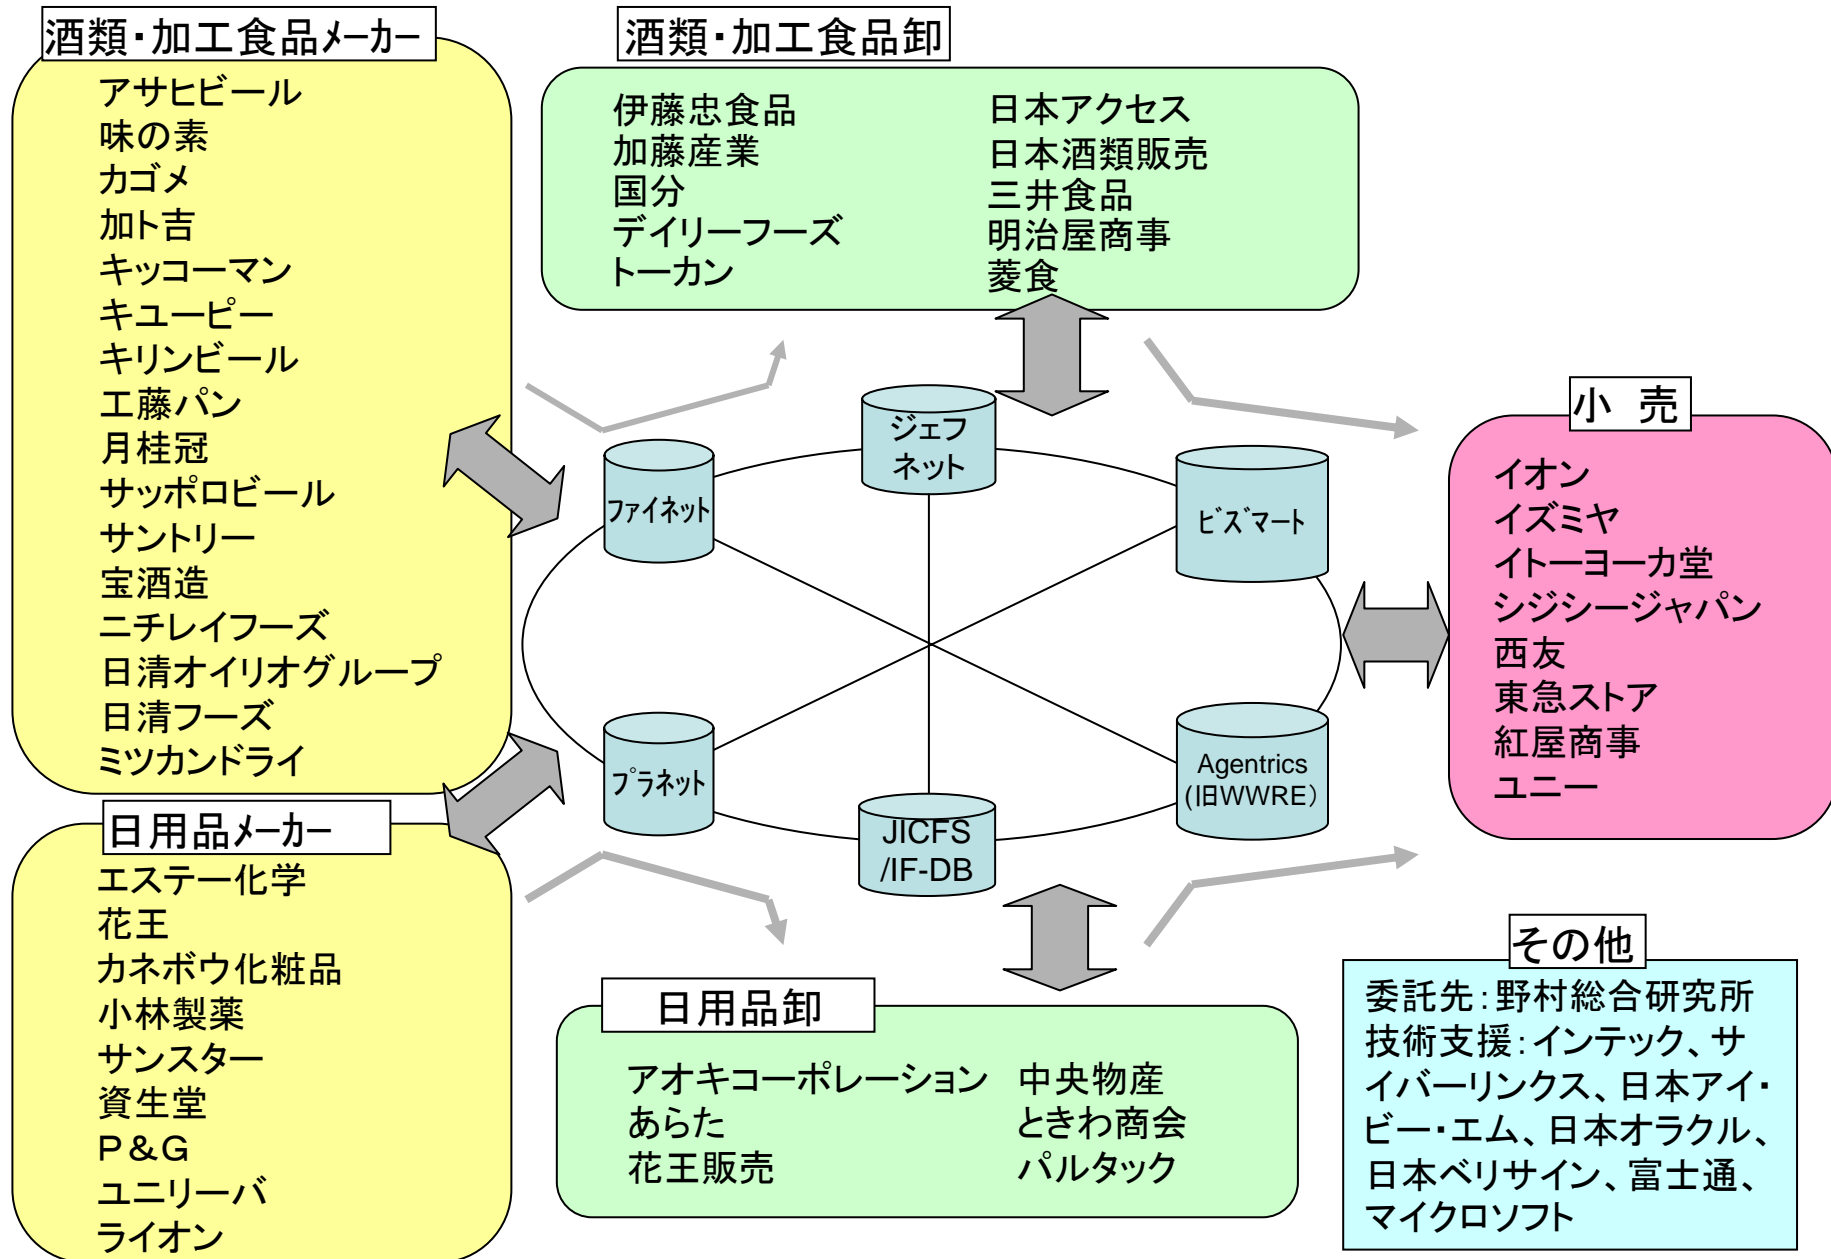 酒類・加工食品メーカー
アサヒビール
味の素
カゴメ
加ト吉
キッコーマン
キユーピー
キリンビール
工藤パン
月桂冠
サッポロビール
サントリー
宝酒造
ニチレイフーズ
日清オイリオグループ
日清フーズ
ミツカンドライ
日用品メーカー
エステー化学
花王
カネボウ化粧品
小林製薬
サンスター
資生堂
P&G
ユニリーバ
ライオン
酒類・加工食品卸
伊藤忠食品
加藤産業
国分
デイリーフーズ
トーカン
日本アクセス
日本酒類販売
三井食品
明治屋商事
菱食
ジェフ
ネット
ファイネット
ビズマート
プラネット
JICFS
/IF-DB
Agentrics
(旧WWRE)
日用品卸
アオキコーポレーション
あらた
花王販売
中央物産
ときわ商会
パルタック
小 売
イオン
イズミヤ
イトーヨーカ堂
シジシージャパン
西友
東急ストア
紅屋商事
ユニー
その他
委託先:野村総合研究所
技術支援:インテック、サ
イバーリンクス、日本アイ・
ビー・エム、日本オラクル、
日本ベリサイン、富士通、
マイクロソフト